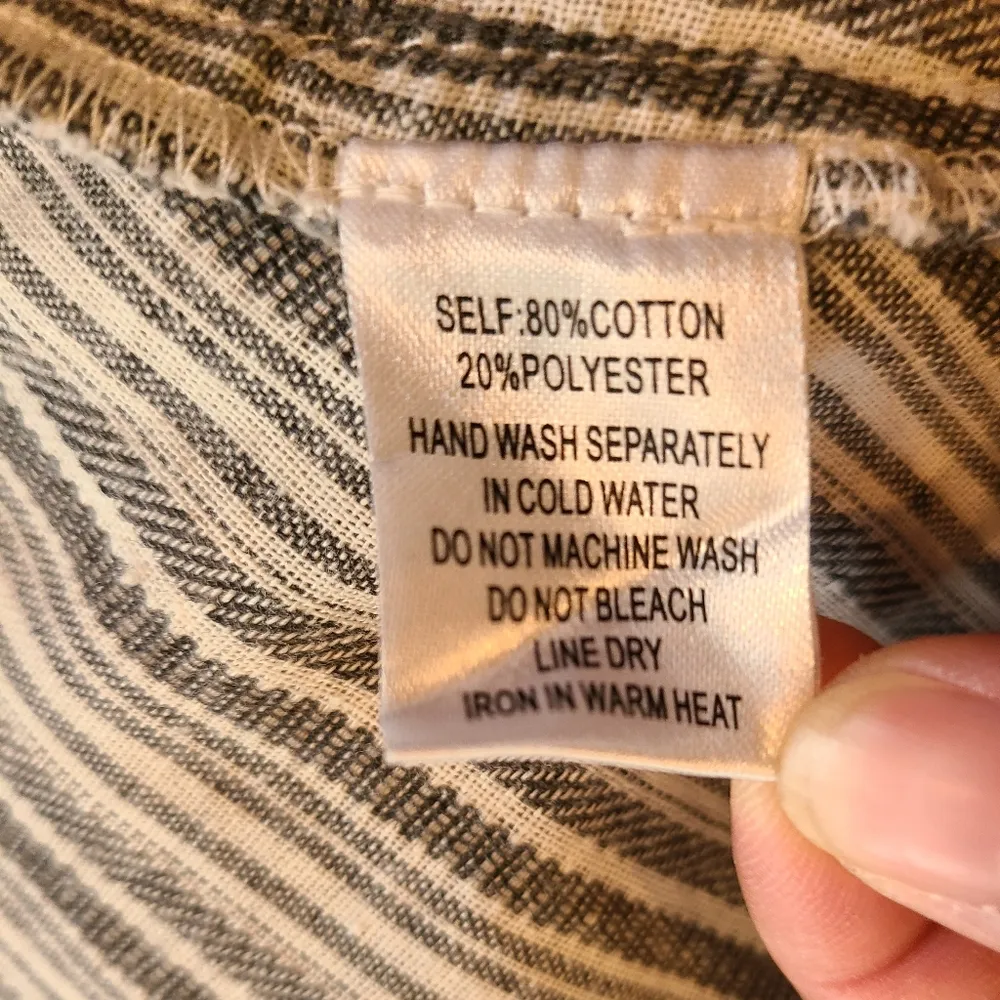 SELF:80%COTTON
20%POLYESTER
HAND WASH SEPARATELY
IN COLD WATER
DO NOT MACHINE WASH
DO NOT BLEACH
LINE DRY
IRON IN WARM HEAT